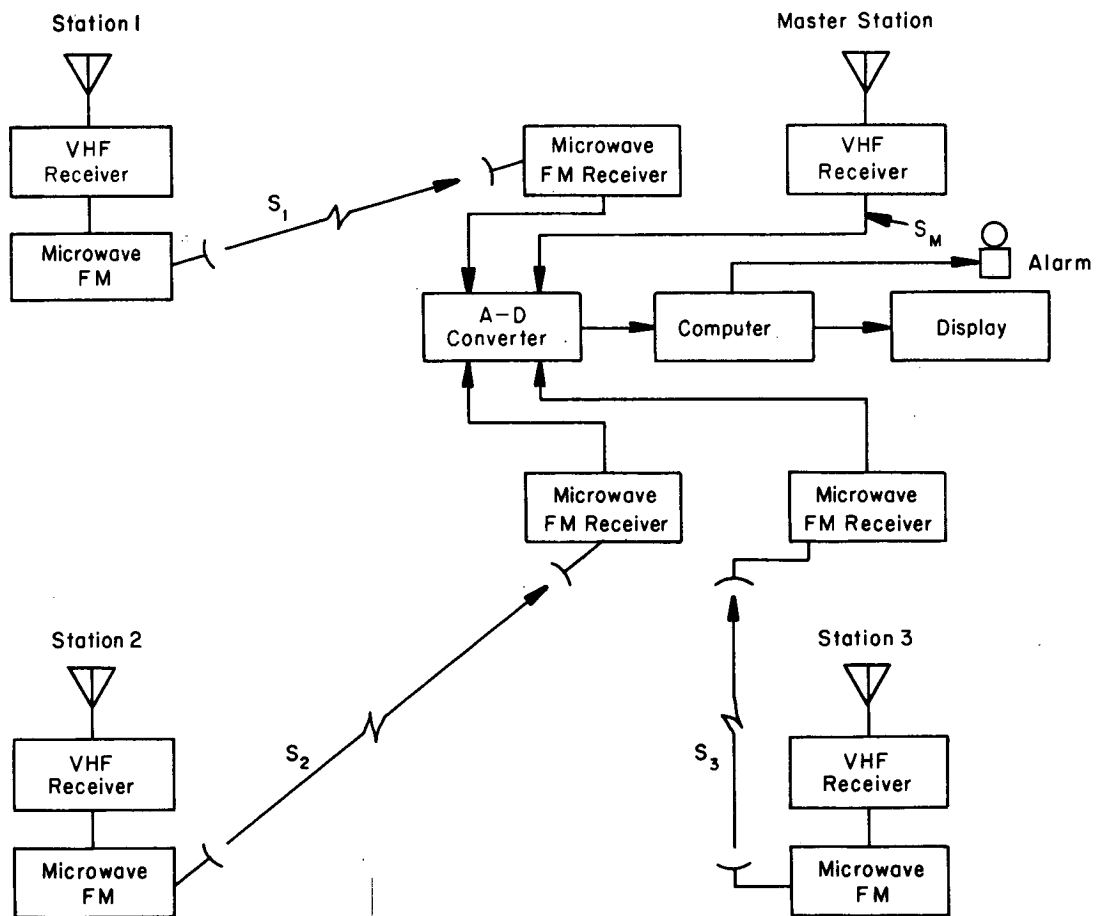 Station 1
Master Station
VHF
Receiver
Microwave
FM
S1
Microwave
FM Receiver
VHF
Receiver
SM
Alarm
A-D
Converter
Computer
Display
Microwave
FM Receiver
Microwave
FM Receiver
Station 2
Station 3
VHF
Receiver
Microwave
FM
S2
S3
VHF
Receiver
Microwave
FM